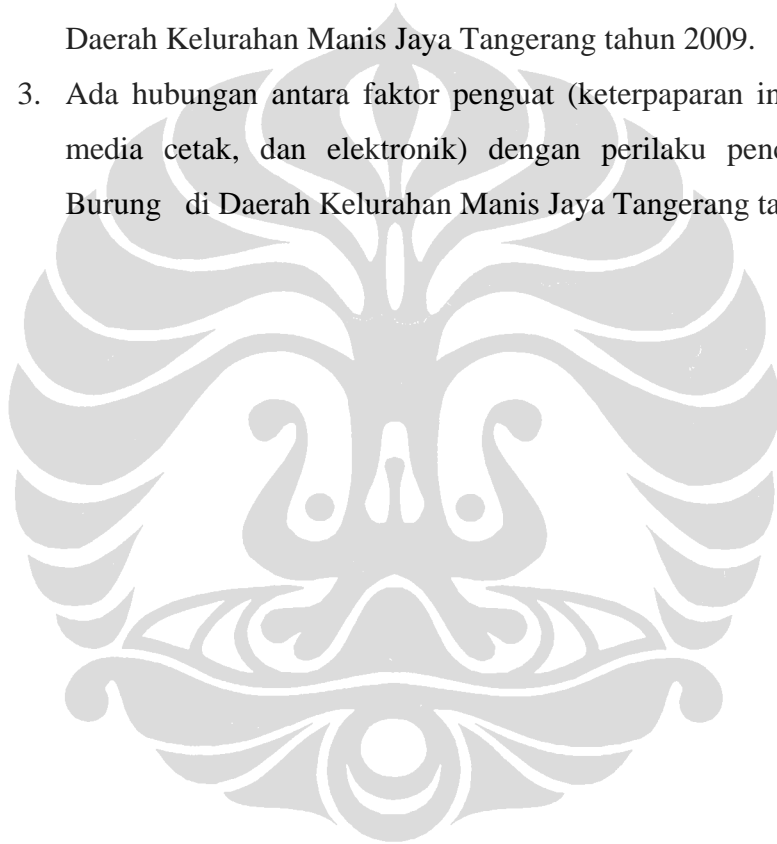 Daerah Kelurahan Manis Jaya Tangerang tahun 2009.
3. Ada hubungan antara faktor penguat (keterpaparan
media cetak, dan elektronik) dengan perilaku
Burung di Daerah Kelurahan Manis Jaya Tangerang